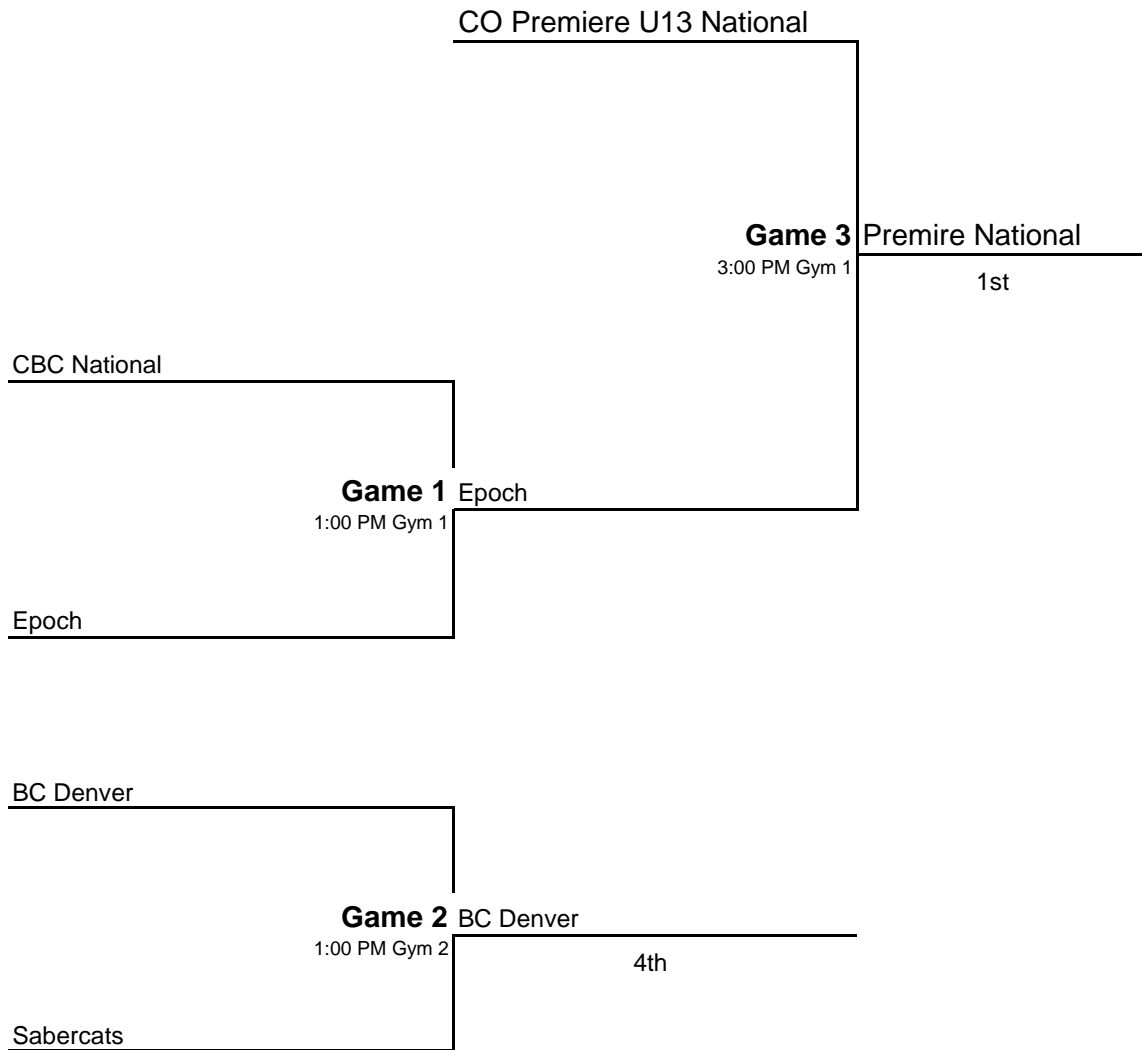 CO Premiere U13 National
Game 3 Premire National
3:00 PM Gym 1
1st
CBC National
Game 1 Epoch
1:00 PM Gym 1
Epoch
BC Denver
Game 2 BC Denver
1:00 PM Gym 2
4th
Sabercats